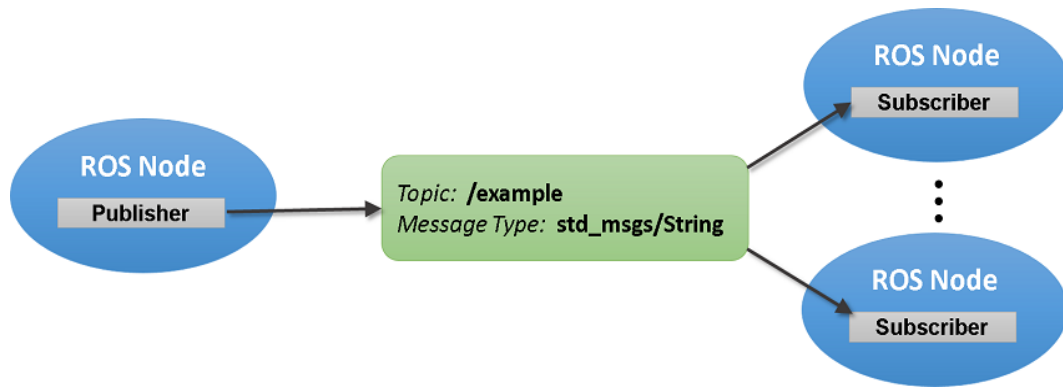 ROS Node
Publisher
Topic: /example
Message Type: std_msgs/String
ROS Node
Subscriber
ROS Node
Subscriber